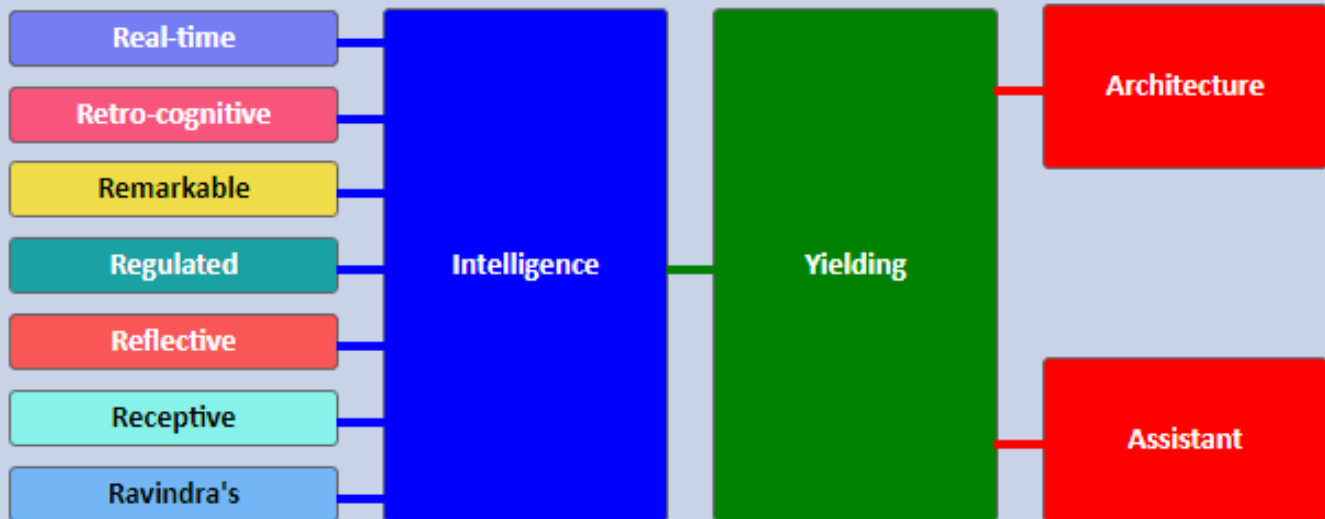 Real-time
Retro-cognitive
Remarkable
Regulated
Reflective
Receptive
Ravindra's
Intelligence
Yielding
Architecture
Assistant